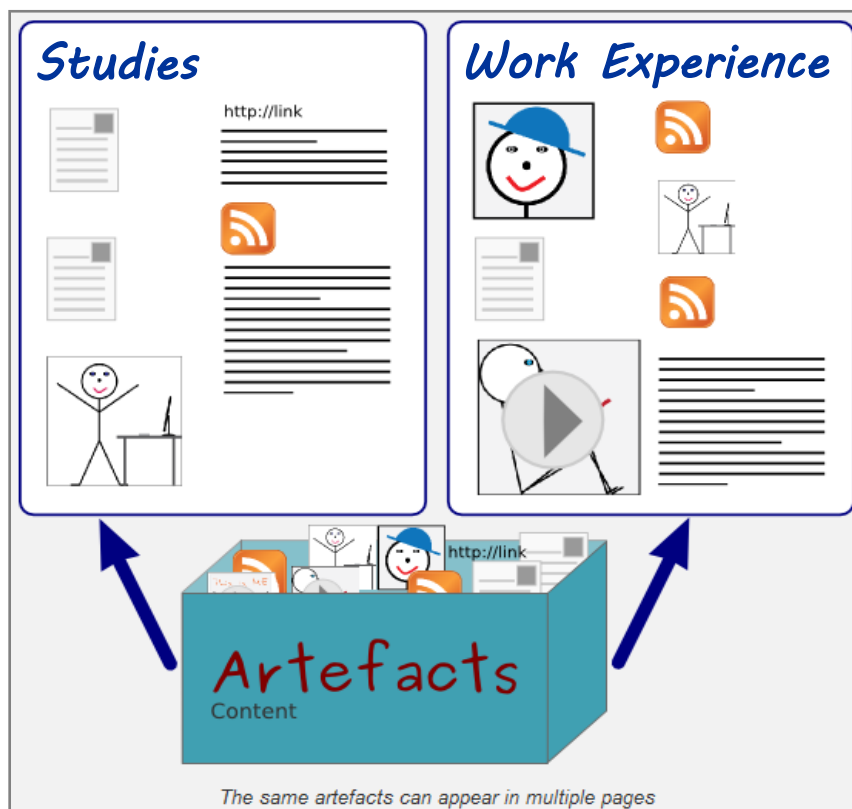 Studies
http://link
Work Experience
http://link
Artefacts
Content
The same artefacts can appear in multiple pages